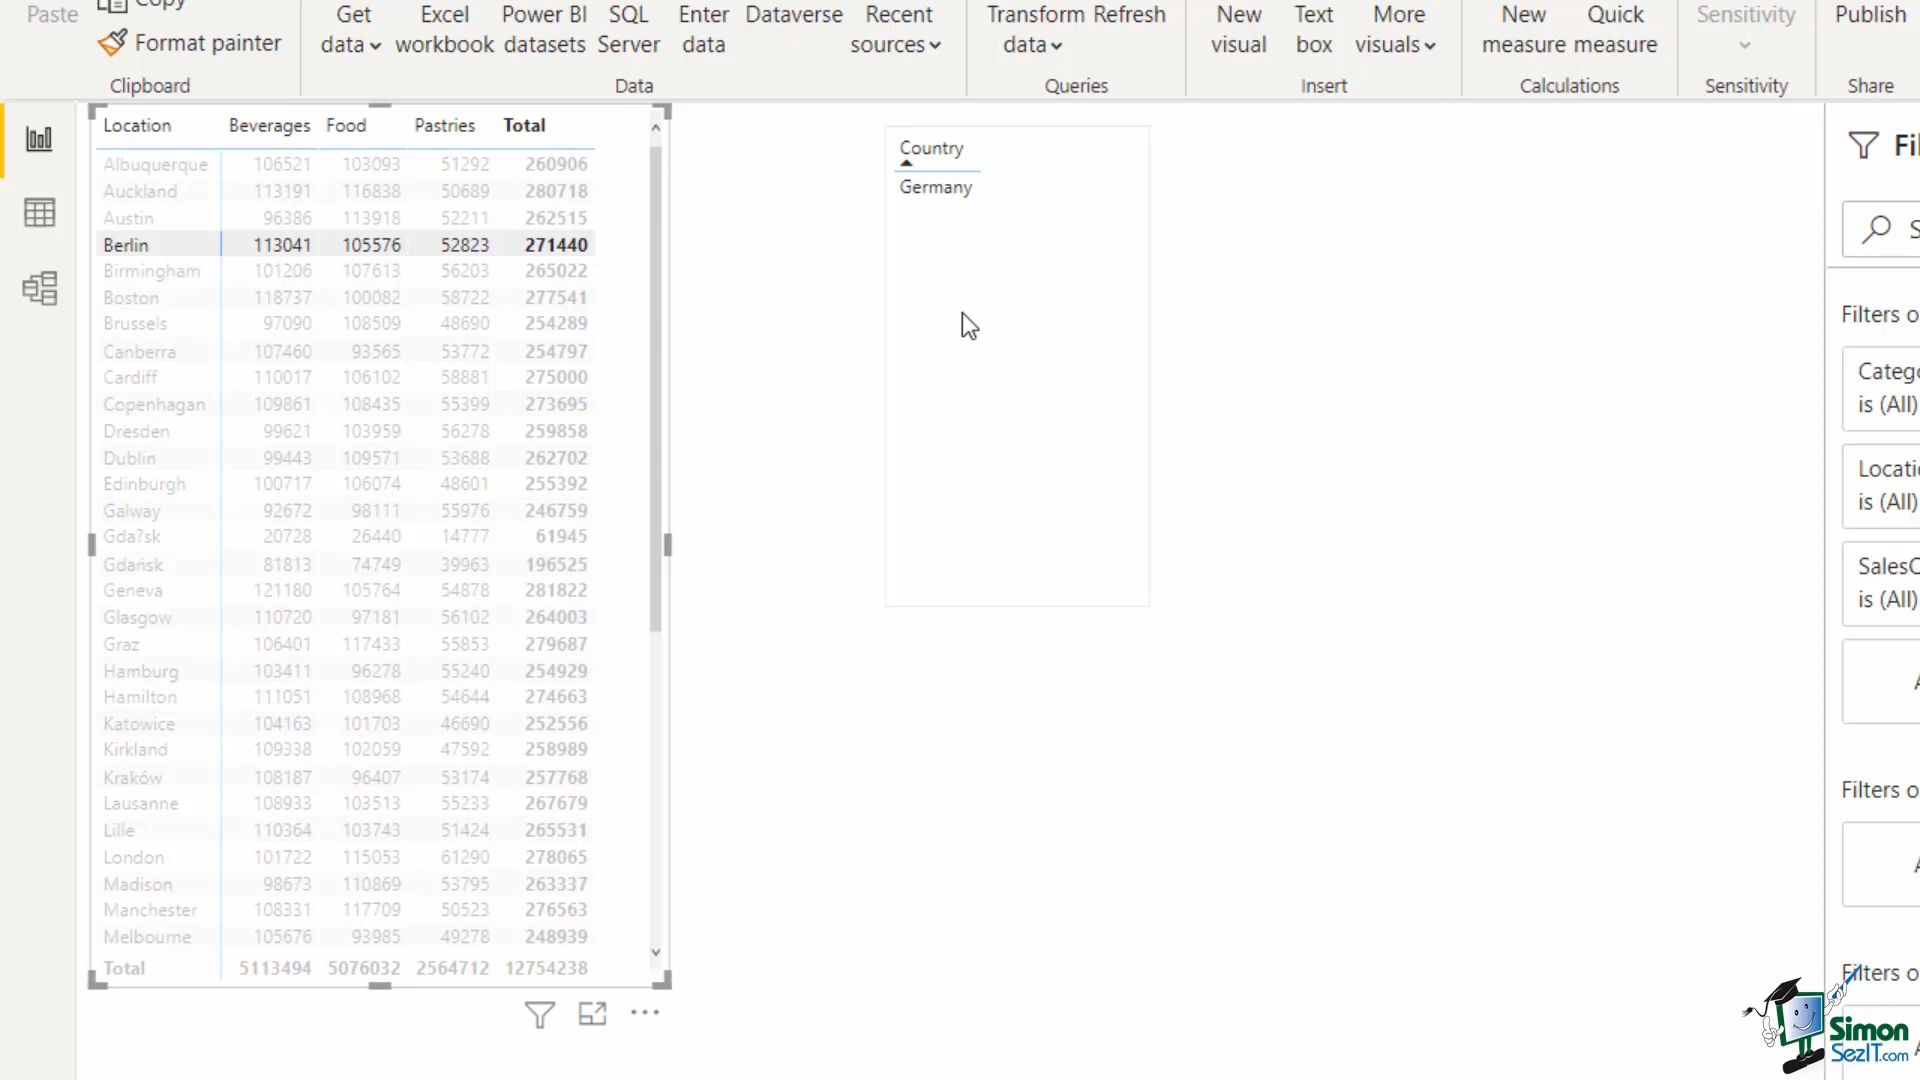 Paste
Copy
Format painter
Clipboard
Get data
Excel workbook
Power BI datasets
SQL Server
Enter data
Dataverse
Recent sources
Data
Transform data
Refresh
Queries
New visual
Text box
More visuals
Insert
New measure
Quick measure
Calculations
Sensitivity
Sensitivity
Publish
Share
Location Beverages Food Pastries Total
Albuquerque 106521 103093 51292 260906
Auckland 113191 116838 50689 280718
Austin 96386 113918 52211 262515
Berlin 113041 105576 52823 271440
Birmingham 101206 107613 56203 265022
Boston 118737 100082 58722 277541
Brussels 97090 108509 48690 254289
Canberra 107460 93565 53772 254797
Cardiff 110017 106102 58881 275000
Copenhagan 109861 108435 55399 273695
Dresden 99621 103959 56278 259858
Dublin 99443 109571 53688 262702
Edinburgh 100717 106074 48601 255392
Galway 92672 98111 55976 246759
Gda?sk 20728 26440 14777 61945
Gdańsk 81813 74749 39963 196525
Geneva 121180 105764 54878 281822
Glasgow 110720 97181 56102 264003
Graz 106401 117433 55853 279687
Hamburg 103411 96278 55240 254929
Hamilton 111051 108968 54644 274663
Katowice 104163 101703 46690 252556
Kirkland 109338 102059 47592 258989
Kraków 108187 96407 53174 257768
Lausanne 108933 103513 55233 267679
Lille 110364 103743 51424 265531
London 101722 115053 61290 278065
Madison 98673 110869 53795 263337
Manchester 108331 117709 50523 276563
Melbourne 105676 93985 49278 248939
Total 5113494 5076032 2564712 12754238
Country
Germany
Fil
S
Filters o
Catego
is (All)
Locatio
is (All)
SalesC
is (All)
Filters o
Filters o
Simon
SezIT.com